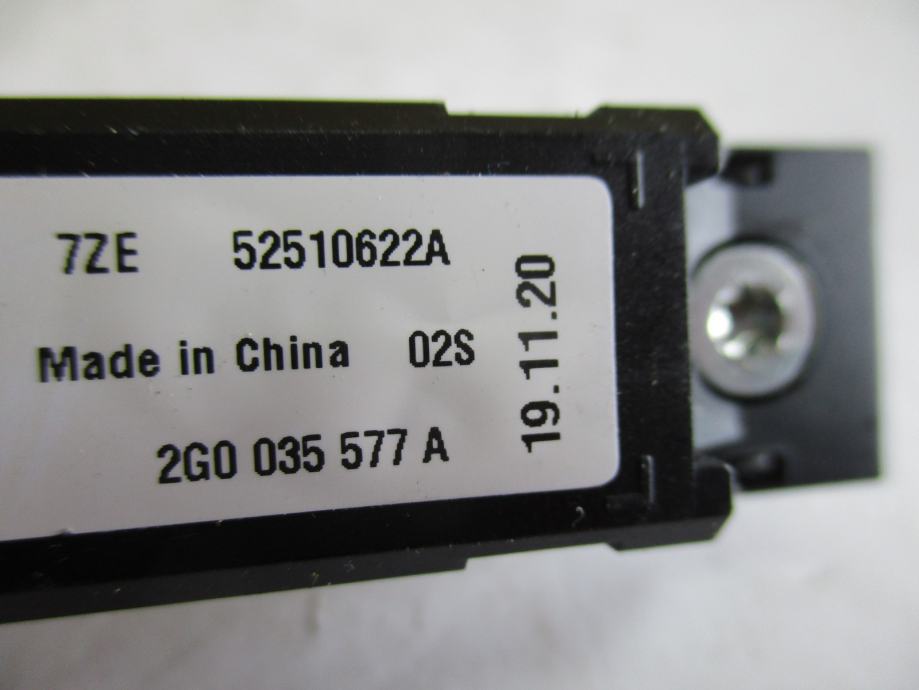 7ZE 52510622A
Made in China 02S
2G0 035 577 A
19.11.20